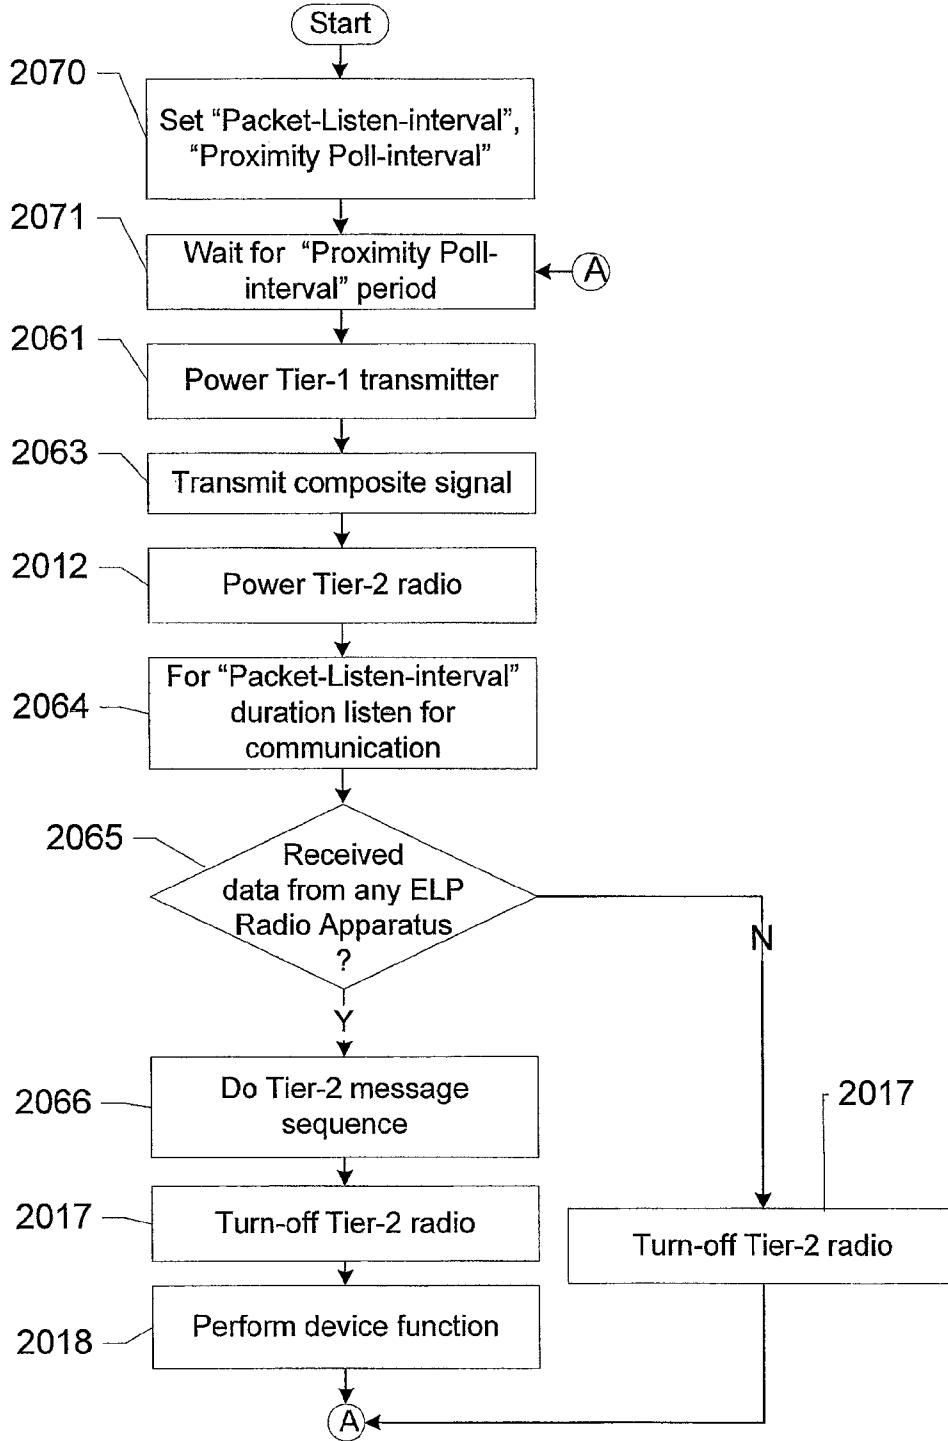 Start
2070
Set “Packet-Listen-interval”,
“Proximity Poll-interval”
2071
Wait for “Proximity Poll-
interval” period
A
2061
Power Tier-1 transmitter
2063
Transmit composite signal
2012
Power Tier-2 radio
2064
For “Packet-Listen-interval”
duration listen for
communication
2065
Received
data from any ELP
Radio Apparatus
?
N
Y
2066
Do Tier-2 message
sequence
2017
2017
Turn-off Tier-2 radio
Turn-off Tier-2 radio
2018
Perform device function
A